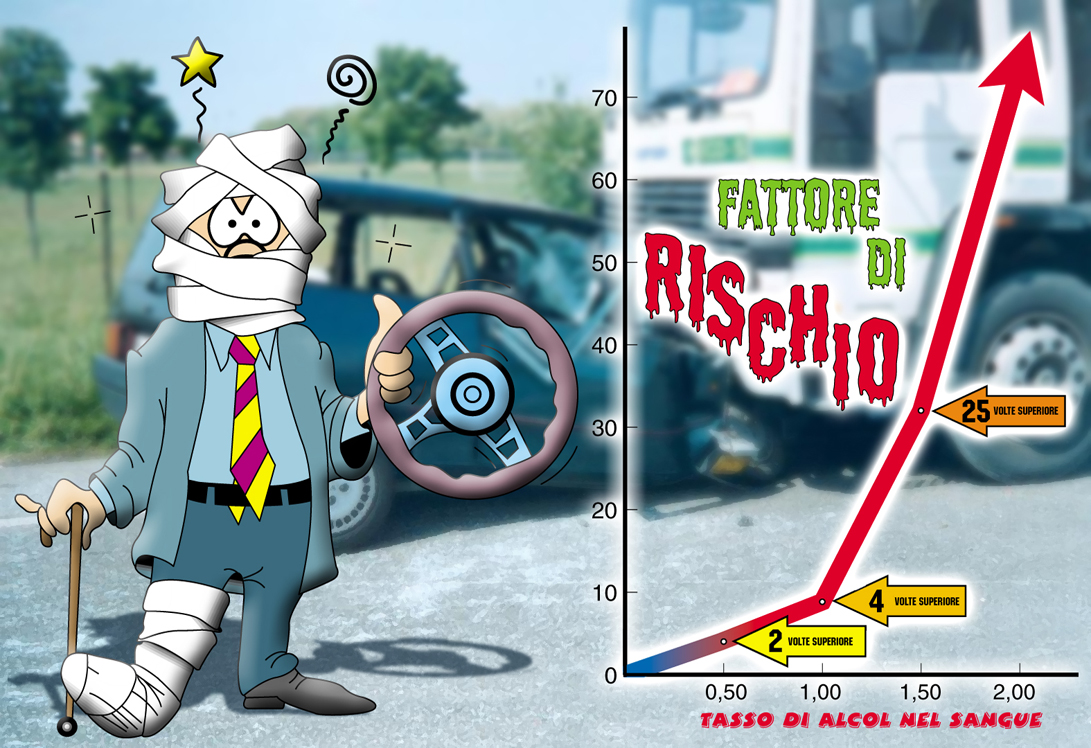 FATTORE
DI
RISCHIO
70
60
50
40
30
20
10
0
25 VOLTE SUPERIORE
4 VOLTE SUPERIORE
2 VOLTE SUPERIORE
0,50 1,00 1,50 2,00
TASSO DI ALCOL NEL SANGUE